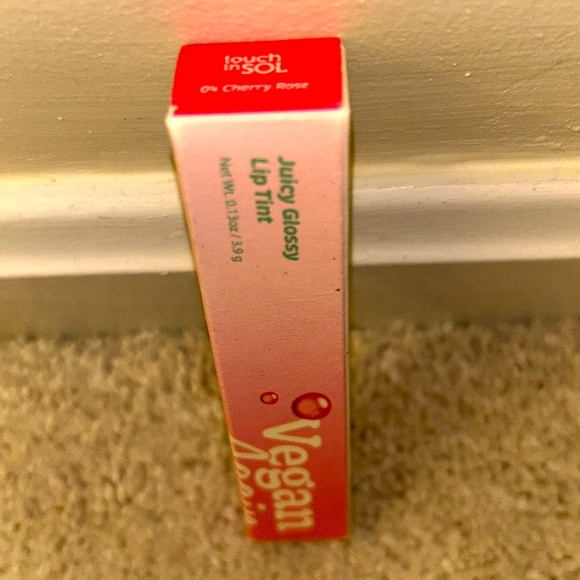 touch
in SOL
04 Cherry Rose
Juicy Glossy
Lip Tint
Net Wt. 0.13oz / 3.9 g
Vegan